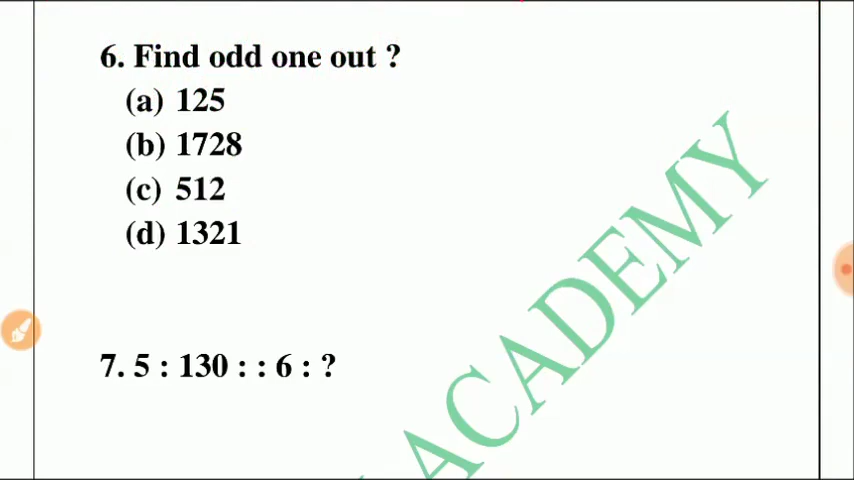 6. Find odd one out ?
(a) 125
(b) 1728
(c) 512
(d) 1321
7. 5 : 130 : : 6 : ?
ACADEMY